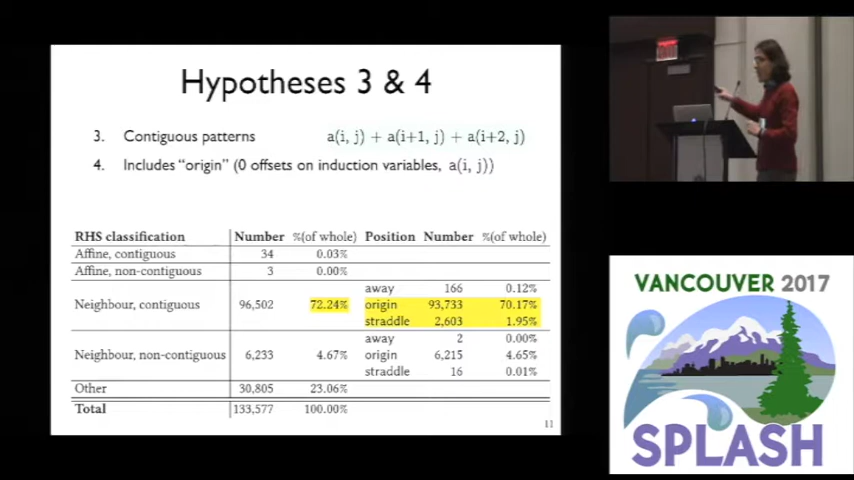 Hypotheses 3 & 4
3. Contiguous patterns a(i, j) + a(i+1, j) + a(i+2, j)
4. Includes "origin" (0 offsets on induction variables, a(i, j))
RHS classification Number %(of whole) Position Number %(of whole)
Affine, contiguous 34 0.03%
Affine, non-contiguous 3 0.00%
away 166 0.12%
Neighbour, contiguous 96,502 72.24% origin 93,733 70.17%
straddle 2,603 1.95%
away 2 0.00%
Neighbour, non-contiguous 6,233 4.67% origin 6,215 4.65%
straddle 16 0.01%
Other 30,805 23.06%
Total 133,577 100.00%
11
VANCOUVER 2017
SPLASH